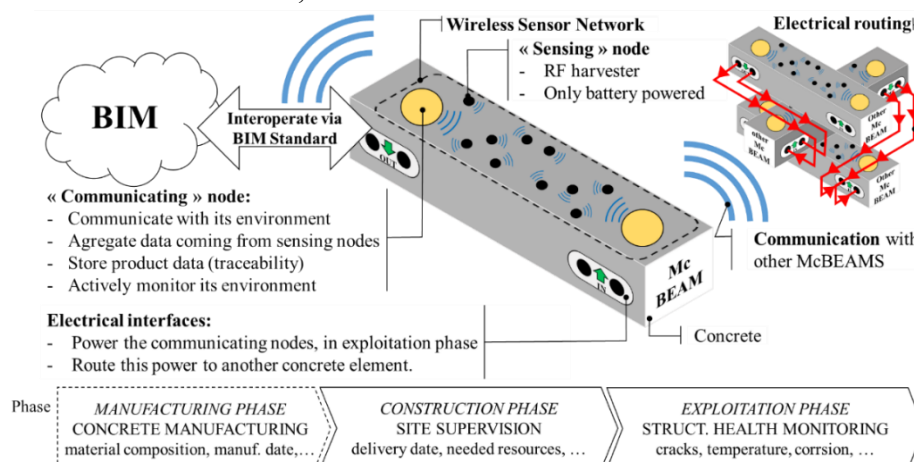 Wireless Sensor Network
« Sensing » node
- RF harvester
- Only battery powered
Electrical routing
BIM
Interoperate via
BIM Standard
OUT
« Communicating » node:
- Communicate with its environment
- Agregate data coming from sensing nodes
- Store product data (traceability)
- Actively monitor its environment
Other
Mc
BEAM
other
Mc
BEAM
Other
Mc
BEAM
IN
Mc
BEAM
Communication with
other McBEAMS
Concrete
Electrical interfaces:
- Power the communicating nodes, in exploitation phase
- Route this power to another concrete element.
Phase
MANUFACTURING PHASE
CONCRETE MANUFACTURING
material composition, manuf. date,…
CONSTRUCTION PHASE
SITE SUPERVISION
delivery date, needed resources, …
EXPLOITATION PHASE
STRUCT. HEALTH MONITORING
cracks, temperature, corrsion, …